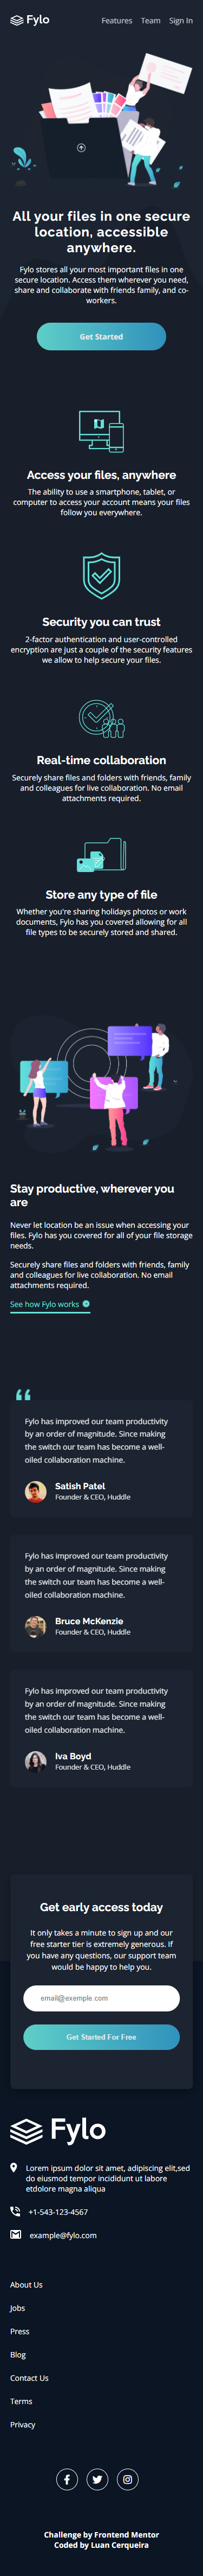 Fylo
Features Team Sign In
All your files in one secure
location, accessible
anywhere.
Fylo stores all your most important files in one
secure location. Access them wherever you need,
share and collaborate with friends family, and co-
workers.
Get Started
Access your files, anywhere
The ability to use a smartphone, tablet, or
computer to access your account means your files
follow you everywhere.
Security you can trust
2-factor authentication and user-controlled
encryption are just a couple of the security features
we allow to help secure your files.
Real-time collaboration
Securely share files and folders with friends, family
and colleagues for live collaboration. No email
attachments required.
Store any type of file
Whether you're sharing holidays photos or work
documents, Fylo has you covered allowing for all
file types to be securely stored and shared.
Stay productive, wherever you
are
Never let location be an issue when accessing your
files. Fylo has you covered for all of your file storage
needs.
Securely share files and folders with friends, family
and colleagues for live collaboration. No email
attachments required.
See how Fylo works
Fylo has improved our team productivity
by an order of magnitude. Since making
the switch our team has become a well-
oiled collaboration machine.
Satish Patel
Founder & CEO, Huddle
Fylo has improved our team productivity
by an order of magnitude. Since making
the switch our team has become a well-
oiled collaboration machine.
Bruce McKenzie
Founder & CEO, Huddle
Fylo has improved our team productivity
by an order of magnitude. Since making
the switch our team has become a well-
oiled collaboration machine.
Iva Boyd
Founder & CEO, Huddle
Get early access today
It only takes a minute to sign up and our
free starter tier is extremely generous. If
you have any questions, our support team
would be happy to help you.
email@exemple.com
Get Started For Free
Fylo
Lorem ipsum dolor sit amet, adipiscing elit,sed
do eiusmod tempor incididunt ut labore
etdolore magna aliqua
+1-543-123-4567
example@fylo.com
About Us
Jobs
Press
Blog
Contact Us
Terms
Privacy
Challenge by Frontend Mentor
Coded by Luan Cerqueira